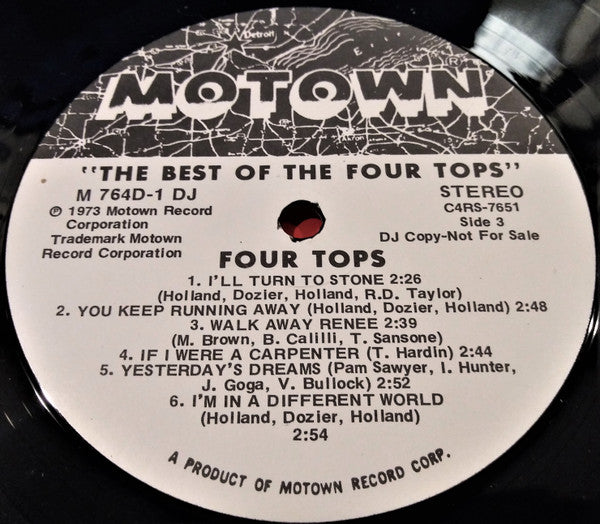 Detroit
MOTOWN
"THE BEST OF THE FOUR TOPS"
M 764D-1 DJ
℗ 1973 Motown Record
Corporation
Trademark Motown
Record Corporation
STEREO
C4RS-7651
Side 3
DJ Copy-Not For Sale
FOUR TOPS
1. I'LL TURN TO STONE 2:26
(Holland, Dozier, Holland, R.D. Taylor)
2. YOU KEEP RUNNING AWAY (Holland, Dozier, Holland) 2:48
3. WALK AWAY RENEE 2:39
(M. Brown, B. Calilli, T. Sansone)
4. IF I WERE A CARPENTER (T. Hardin) 2:44
5. YESTERDAY'S DREAMS (Pam Sawyer, I. Hunter,
J. Goga, V. Bullock) 2:52
6. I'M IN A DIFFERENT WORLD
(Holland, Dozier, Holland)
2:54
A PRODUCT OF MOTOWN RECORD CORP.